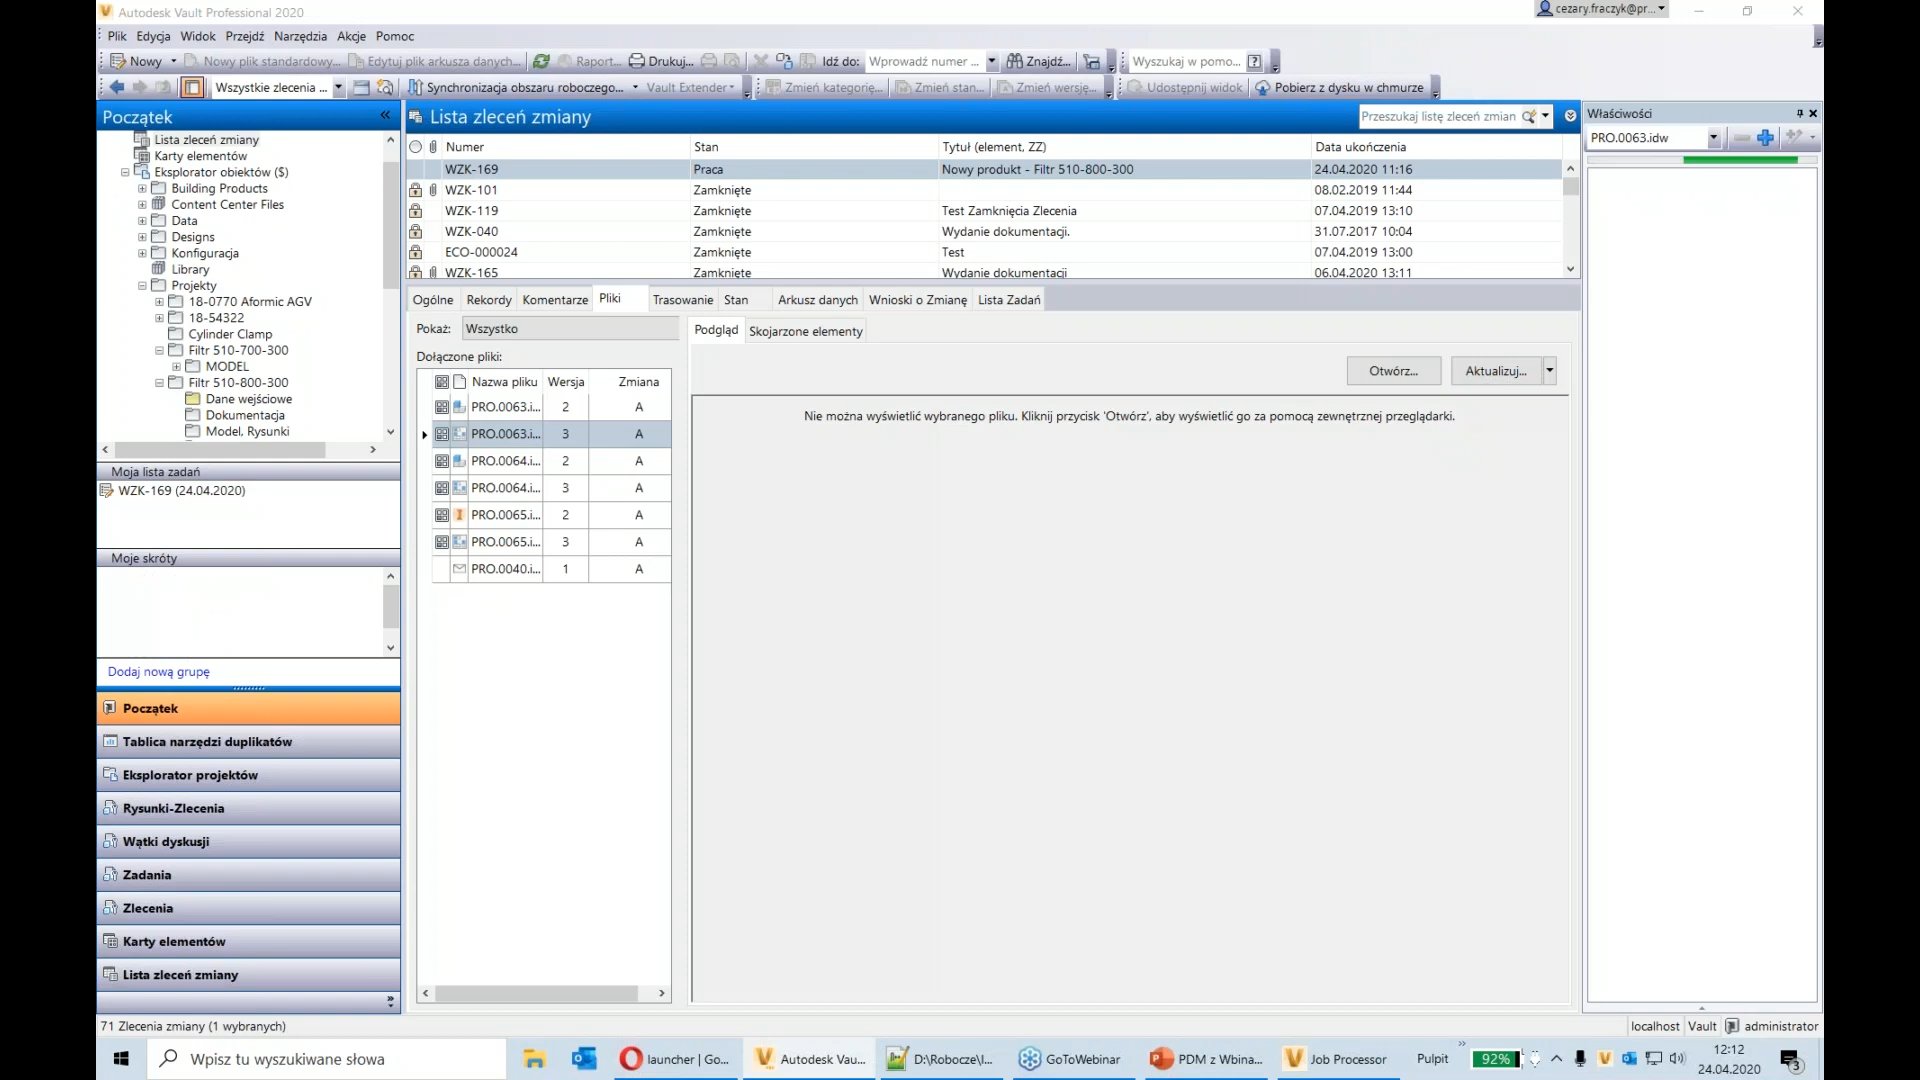 Autodesk Vault Professional 2020
cezary.fraczyk@pr...
Plik Edycja Widok Przejdź Narzędzia Akcje Pomoc
Nowy Nowy plik standardowy... Edytuj plik arkusza danych... Raport... Drukuj... Idź do: Wprowadź numer ... Znajdź... Wyszukaj w pomo...
Wszystkie zlecenia ... Synchronizacja obszaru roboczego... Vault Extender Zmień kategorię... Zmień stan... Zmień wersję... Udostępnij widok Pobierz z dysku w chmurze
Początek
Lista zleceń zmiany
Karty elementów
Eksplorator obiektów ($)
Building Products
Content Center Files
Data
Designs
Konfiguracja
Library
Projekty
18-0770 Aformic AGV
18-54322
Cylinder Clamp
Filtr 510-700-300
MODEL
Filtr 510-800-300
Dane wejściowe
Dokumentacja
Model, Rysunki
Moja lista zadań
WZK-169 (24.04.2020)
Moje skróty
Dodaj nową grupę
Początek
Tablica narzędzi duplikatów
Eksplorator projektów
Rysunki-Zlecenia
Wątki dyskusji
Zadania
Zlecenia
Karty elementów
Lista zleceń zmiany
Lista zleceń zmiany
Przeszukaj listę zleceń zmian
Numer Stan Tytuł (element, ZZ) Data ukończenia
WZK-169 Praca Nowy produkt - Filtr 510-800-300 24.04.2020 11:16
WZK-101 Zamknięte 08.02.2019 11:44
WZK-119 Zamknięte Test Zamknięcia Zlecenia 07.04.2019 13:10
WZK-040 Zamknięte Wydanie dokumentacji. 31.07.2017 10:04
ECO-000024 Zamknięte Test 07.04.2019 13:00
WZK-165 Zamknięte Wydanie dokumentacji 06.04.2020 13:11
Ogólne Rekordy Komentarze Pliki Trasowanie Stan Arkusz danych Wnioski o Zmianę Lista Zadań
Pokaż: Wszystko
Dołączone pliki:
Nazwa pliku Wersja Zmiana
PRO.0063.i... 2 A
PRO.0063.i... 3 A
PRO.0064.i... 2 A
PRO.0064.i... 3 A
PRO.0065.i... 2 A
PRO.0065.i... 3 A
PRO.0040.i... 1 A
Podgląd Skojarzone elementy
Otwórz... Aktualizuj...
Nie można wyświetlić wybranego pliku. Kliknij przycisk 'Otwórz', aby wyświetlić go za pomocą zewnętrznej przeglądarki.
Właściwości
PRO.0063.idw
71 Zlecenia zmiany (1 wybranych)
localhost Vault administrator
Wpisz tu wyszukiwane słowa
launcher | Go... Autodesk Vau... D:\Robocze\I... GoToWebinar PDM z Wbina... Job Processor Pulpit 92%
12:12
24.04.2020
3